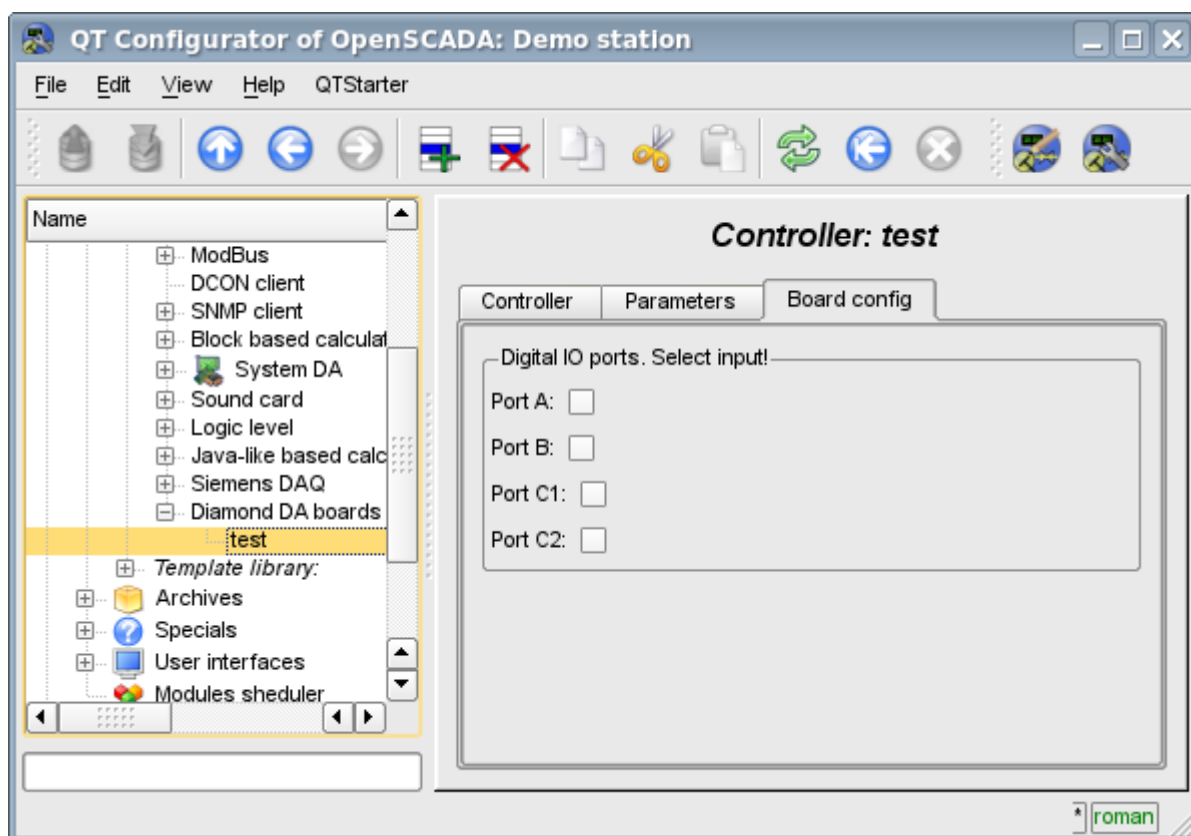 QT Configurator of OpenSCADA: Demo station
File Edit View Help QTStarter
Name
ModBus
DCON client
SNMP client
Block based calculat
System DA
Sound card
Logic level
Java-like based calc
Siemens DAQ
Diamond DA boards
test
Template library:
Archives
Specials
User interfaces
Modules sheduler
Controller: test
Controller Parameters Board config
Digital IO ports. Select input!
Port A:
Port B:
Port C1:
Port C2:
* roman